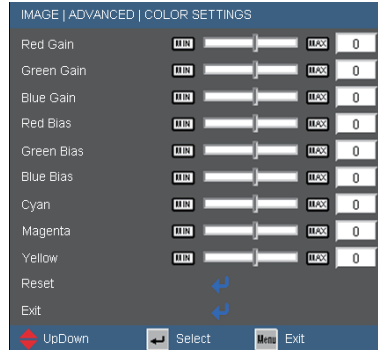 IMAGE | ADVANCED | COLOR SETTINGS
Red Gain MIN MAX 0
Green Gain MIN MAX 0
Blue Gain MIN MAX 0
Red Bias MIN MAX 0
Green Bias MIN MAX 0
Blue Bias MIN MAX 0
Cyan MIN MAX 0
Magenta MIN MAX 0
Yellow MIN MAX 0
Reset
Exit
UpDown Select Menu Exit